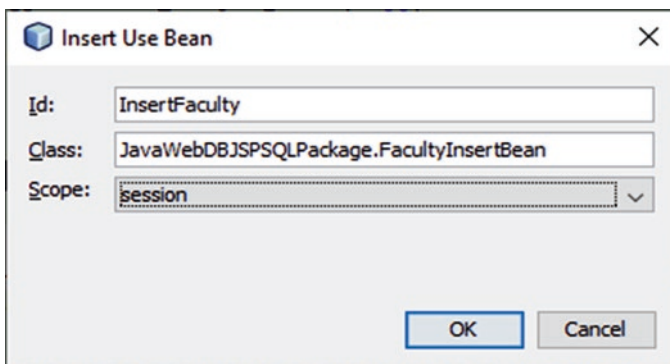 Insert Use Bean
Id: InsertFaculty
Class: JavaWebDBJSPSQLPackage.FacultyInsertBean
Scope: session
OK Cancel